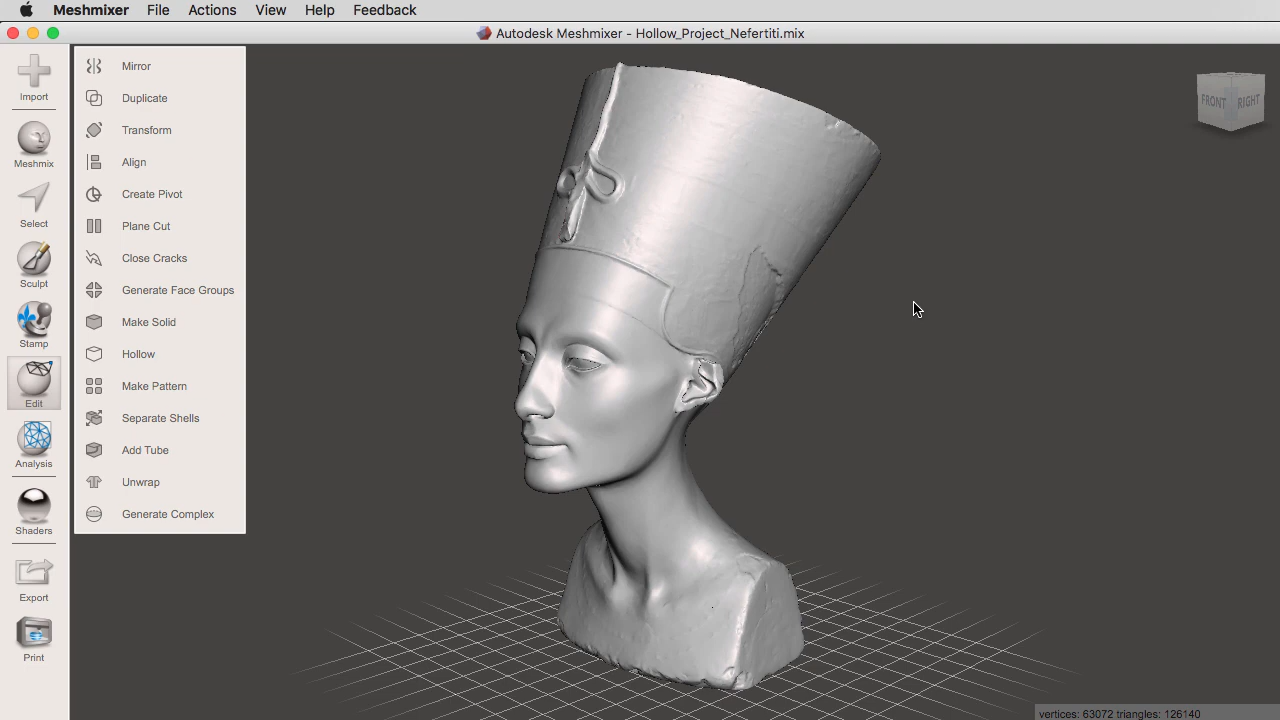 Meshmixer File Actions View Help Feedback
Autodesk Meshmixer - Hollow_Project_Nefertiti.mix
Import
Meshmix
Select
Sculpt
Stamp
Edit
Analysis
Shaders
Export
Print
Mirror
Duplicate
Transform
Align
Create Pivot
Plane Cut
Close Cracks
Generate Face Groups
Make Solid
Hollow
Make Pattern
Separate Shells
Add Tube
Unwrap
Generate Complex
FRONT RIGHT
vertices: 63072 triangles: 126140